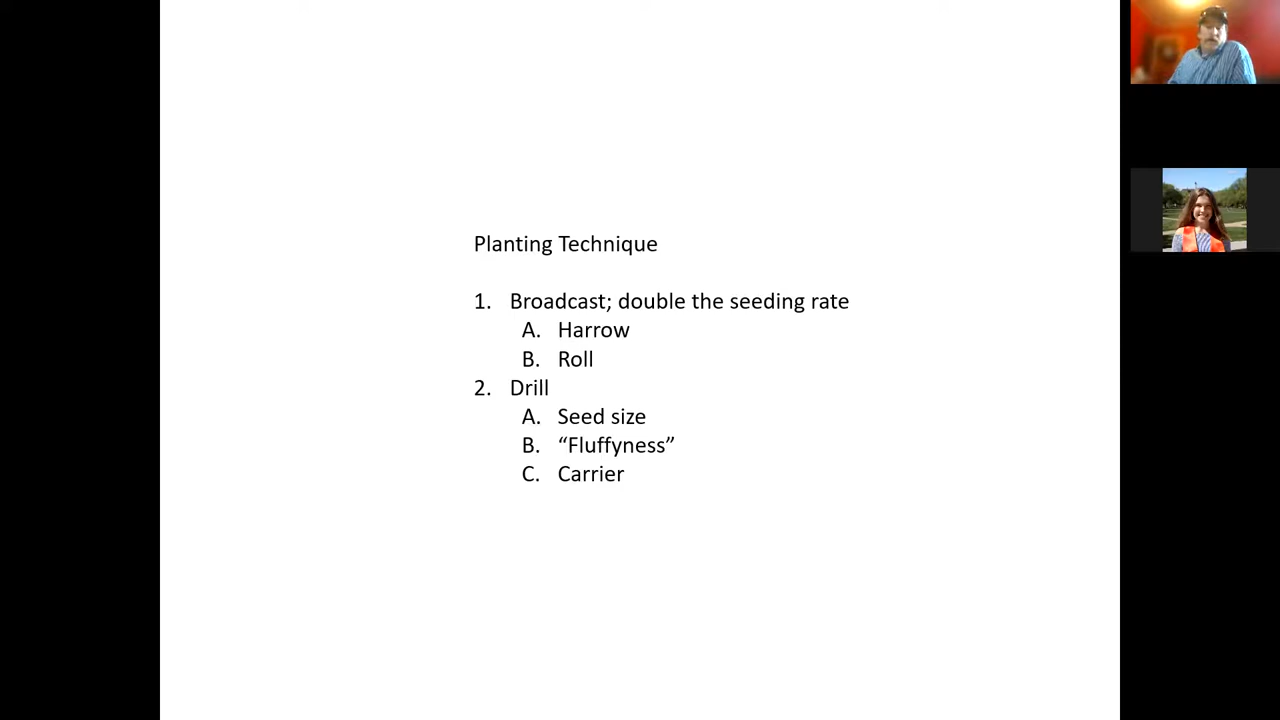 Planting Technique
1. Broadcast; double the seeding rate
A. Harrow
B. Roll
2. Drill
A. Seed size
B. “Fluffyness”
C. Carrier